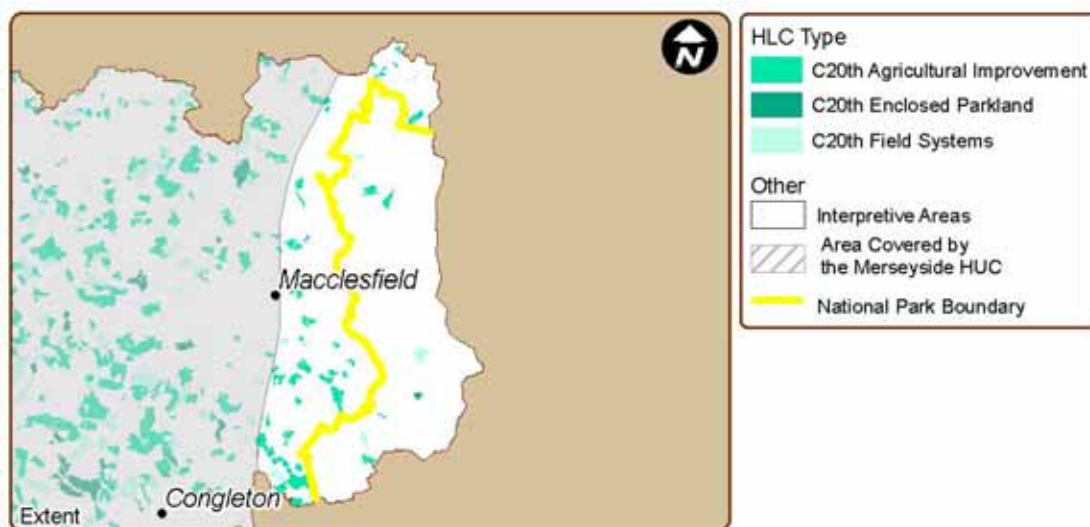 N
Macclesfield
Congleton
Extent
HLC Type
C20th Agricultural Improvement
C20th Enclosed Parkland
C20th Field Systems
Other
Interpretive Areas
Area Covered by
the Merseyside HUC
National Park Boundary